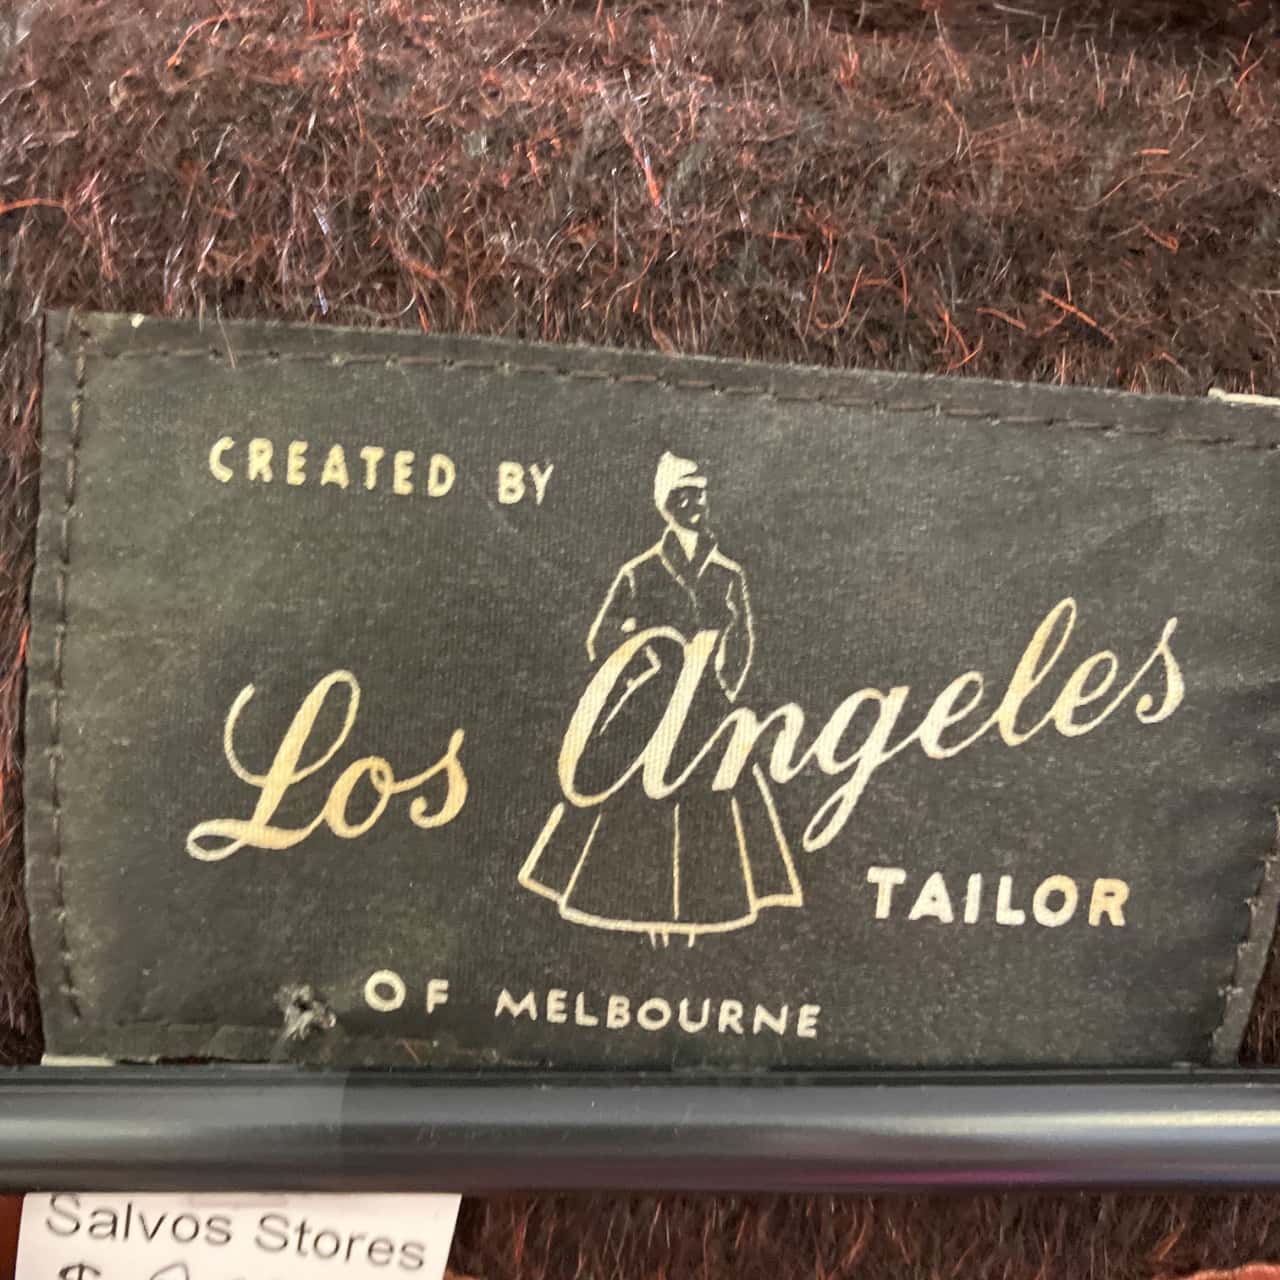 CREATED BY
Los Angeles
TAILOR
OF MELBOURNE
Salvos Stores
$